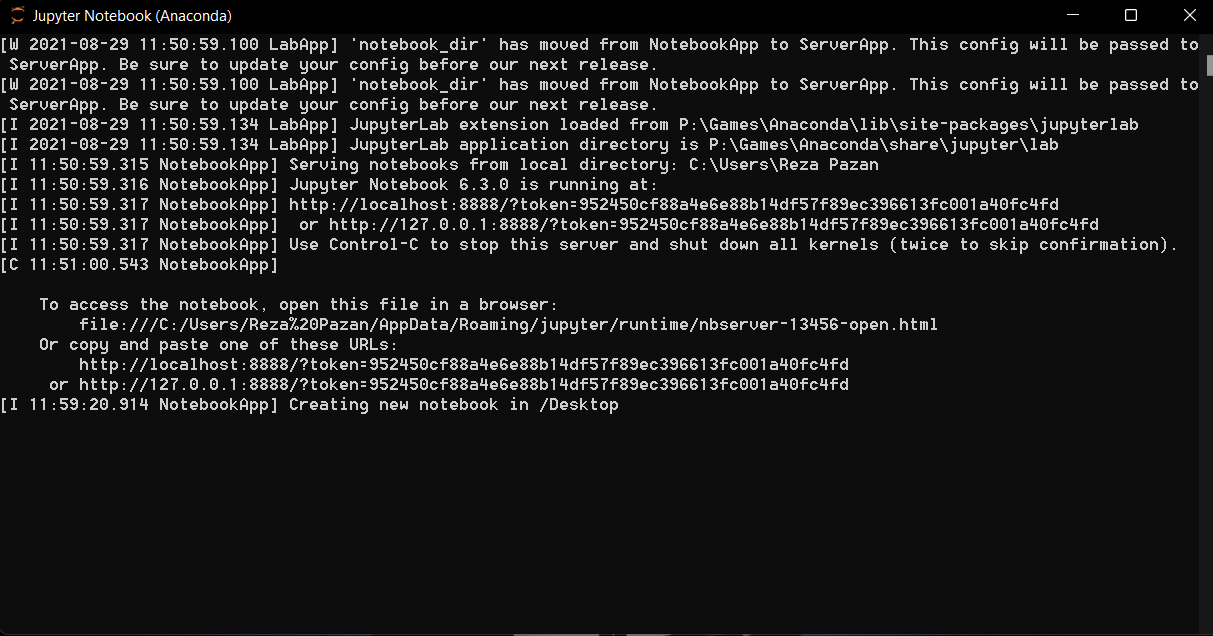 Jupyter Notebook (Anaconda)
[W 2021-08-29 11:50:59.100 LabApp] 'notebook_dir' has moved from NotebookApp to ServerApp. This config will be passed to
ServerApp. Be sure to update your config before our next release.
[W 2021-08-29 11:50:59.100 LabApp] 'notebook_dir' has moved from NotebookApp to ServerApp. This config will be passed to
ServerApp. Be sure to update your config before our next release.
[I 2021-08-29 11:50:59.134 LabApp] JupyterLab extension loaded from P:\Games\Anaconda\lib\site-packages\jupyterlab
[I 2021-08-29 11:50:59.134 LabApp] JupyterLab application directory is P:\Games\Anaconda\share\jupyter\lab
[I 11:50:59.315 NotebookApp] Serving notebooks from local directory: C:\Users\Reza Pazan
[I 11:50:59.316 NotebookApp] Jupyter Notebook 6.3.0 is running at:
[I 11:50:59.317 NotebookApp] http://localhost:8888/?token=952450cf88a4e6e88b14df57f89ec396613fc001a40fc4fd
[I 11:50:59.317 NotebookApp]  or http://127.0.0.1:8888/?token=952450cf88a4e6e88b14df57f89ec396613fc001a40fc4fd
[I 11:50:59.317 NotebookApp] Use Control-C to stop this server and shut down all kernels (twice to skip confirmation).
[C 11:51:00.543 NotebookApp]
To access the notebook, open this file in a browser:
file:///C:/Users/Reza%20Pazan/AppData/Roaming/jupyter/runtime/nbserver-13456-open.html
Or copy and paste one of these URLs:
http://localhost:8888/?token=952450cf88a4e6e88b14df57f89ec396613fc001a40fc4fd
or http://127.0.0.1:8888/?token=952450cf88a4e6e88b14df57f89ec396613fc001a40fc4fd
[I 11:59:20.914 NotebookApp] Creating new notebook in /Desktop